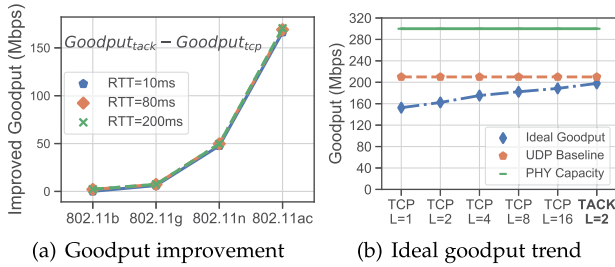 Improved Goodput (Mbps)
150
100
50
0
Goodput_tack − Goodput_tcp
RTT=10ms
RTT=80ms
RTT=200ms
802.11b 802.11g 802.11n 802.11ac
(a) Goodput improvement
Goodput (Mbps)
320
280
240
200
160
120
80
40
0
Ideal Goodput
UDP Baseline
PHY Capacity
TCP TCP TCP TCP TCP TACK
L=1 L=2 L=4 L=8 L=16 L=2
(b) Ideal goodput trend